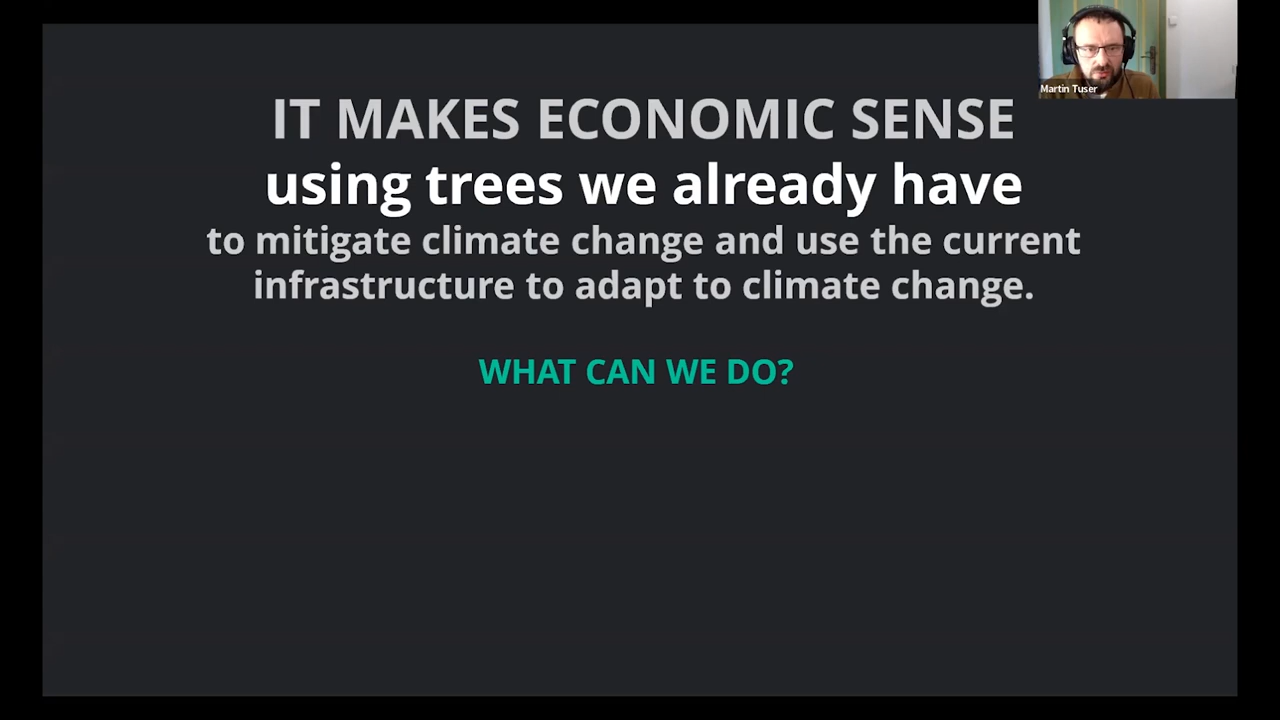 IT MAKES ECONOMIC SENSE
using trees we already have
to mitigate climate change and use the current
infrastructure to adapt to climate change.
WHAT CAN WE DO?
Martin Tuser